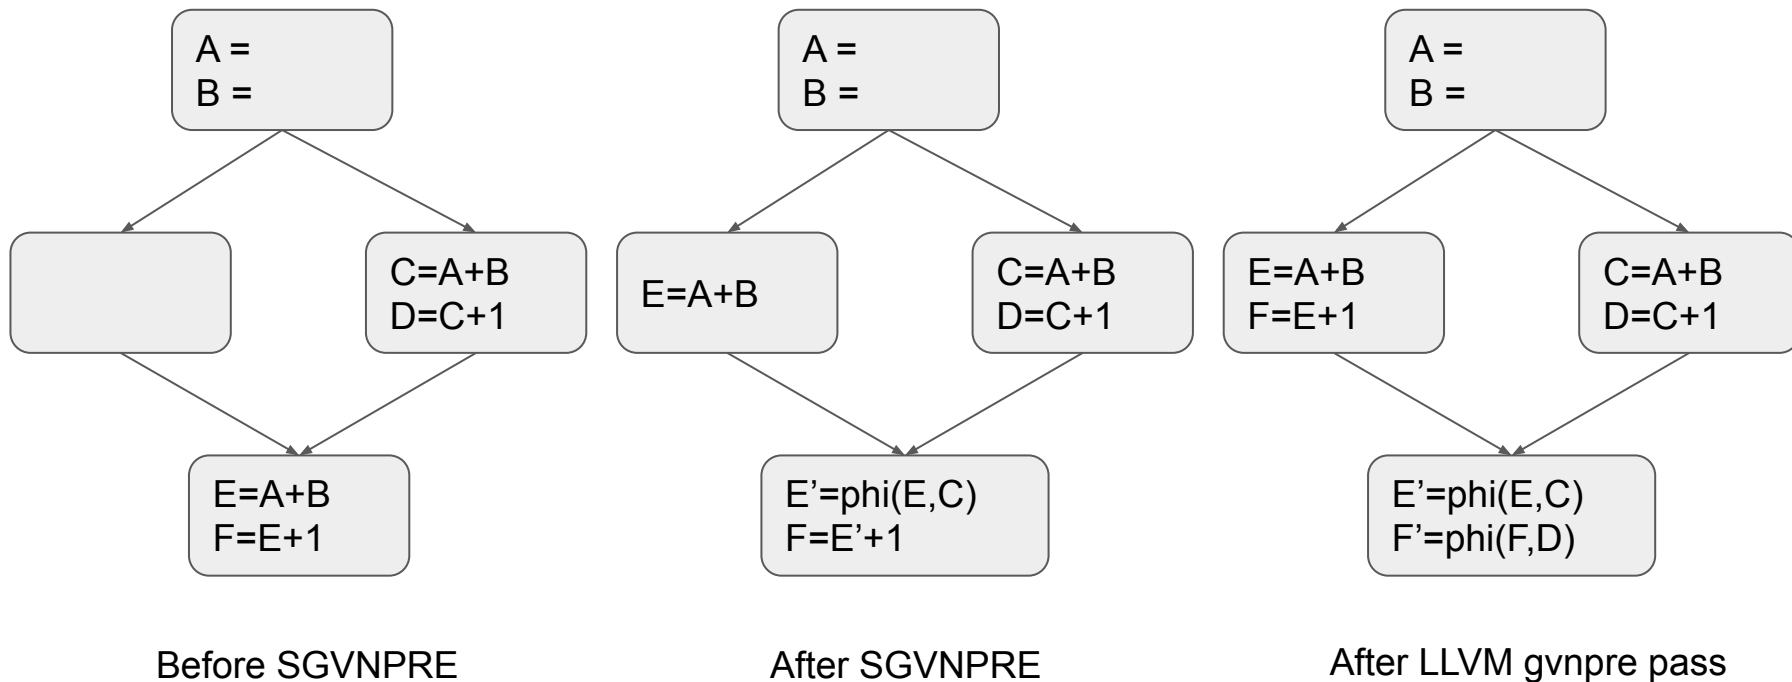 A =
B =
A =
B =
A =
B =
C=A+B
D=C+1
E=A+B
C=A+B
D=C+1
E=A+B
F=E+1
C=A+B
D=C+1
E=A+B
F=E+1
E’=phi(E,C)
F=E’+1
E’=phi(E,C)
F’=phi(F,D)
Before SGVNPRE
After SGVNPRE
After LLVM gvnpre pass